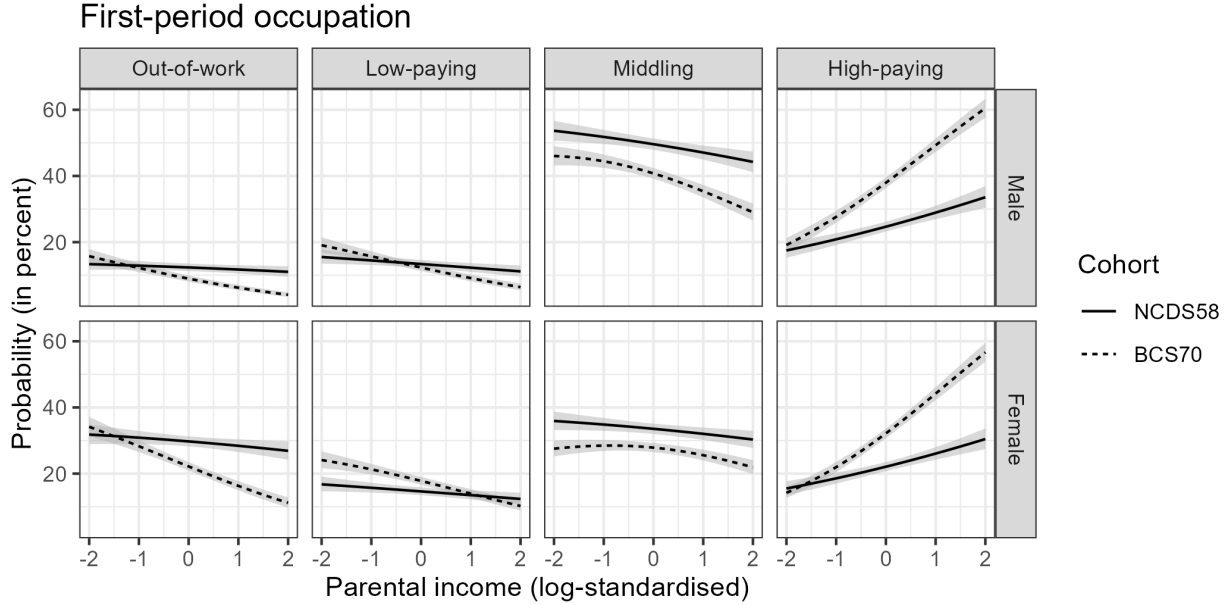 First-period occupation
Out-of-work Low-paying Middling High-paying
60
40
20
Male
60
40
20
Female
-2 -1 0 1 2 -2 -1 0 1 2 -2 -1 0 1 2 -2 -1 0 1 2
Probability (in percent)
Parental income (log-standardised)
Cohort
NCDS58
BCS70